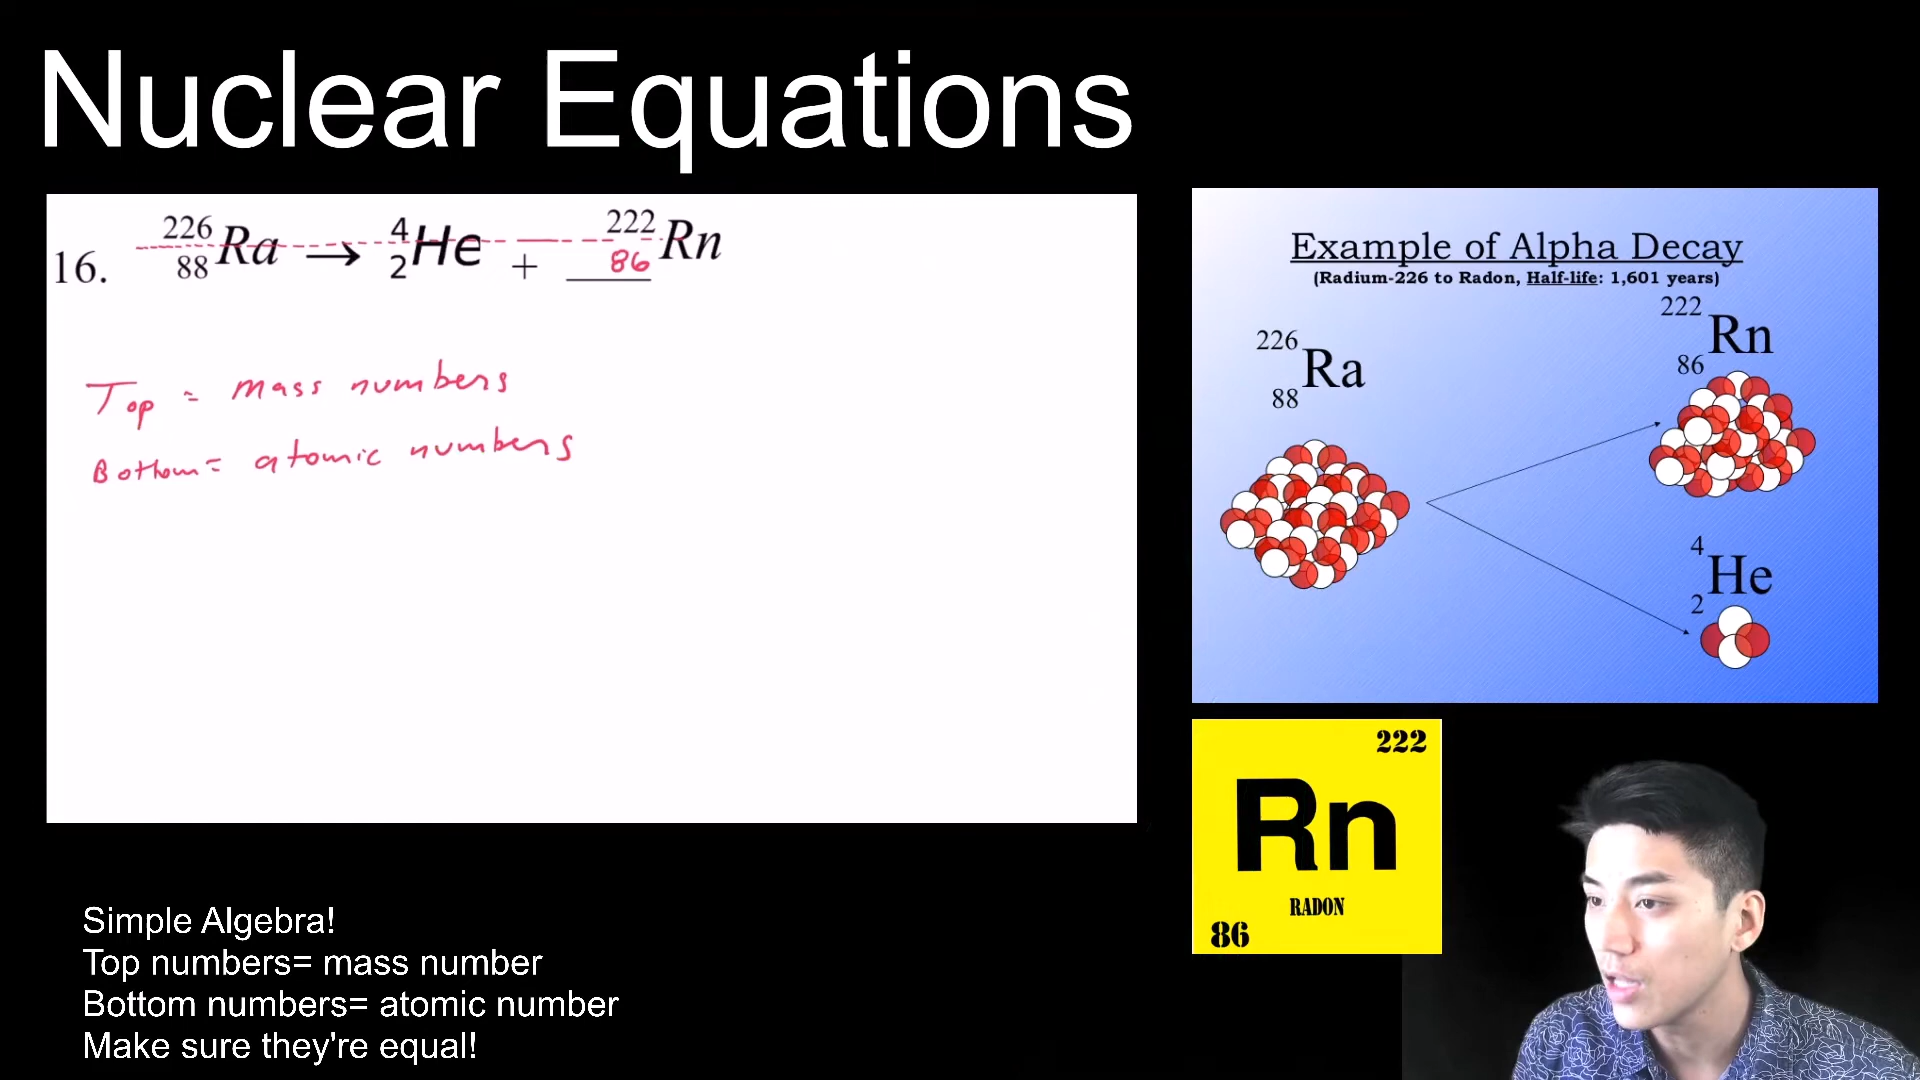 Nuclear Equations
16. 226 88 Ra → 4 2 He + 222 86 Rn
Top = mass numbers
Bottom = atomic numbers
Example of Alpha Decay
(Radium-226 to Radon, Half-life: 1,601 years)
226 88 Ra
222 86 Rn
4 2 He
222
Rn
RADON
86
Simple Algebra!
Top numbers= mass number
Bottom numbers= atomic number
Make sure they're equal!